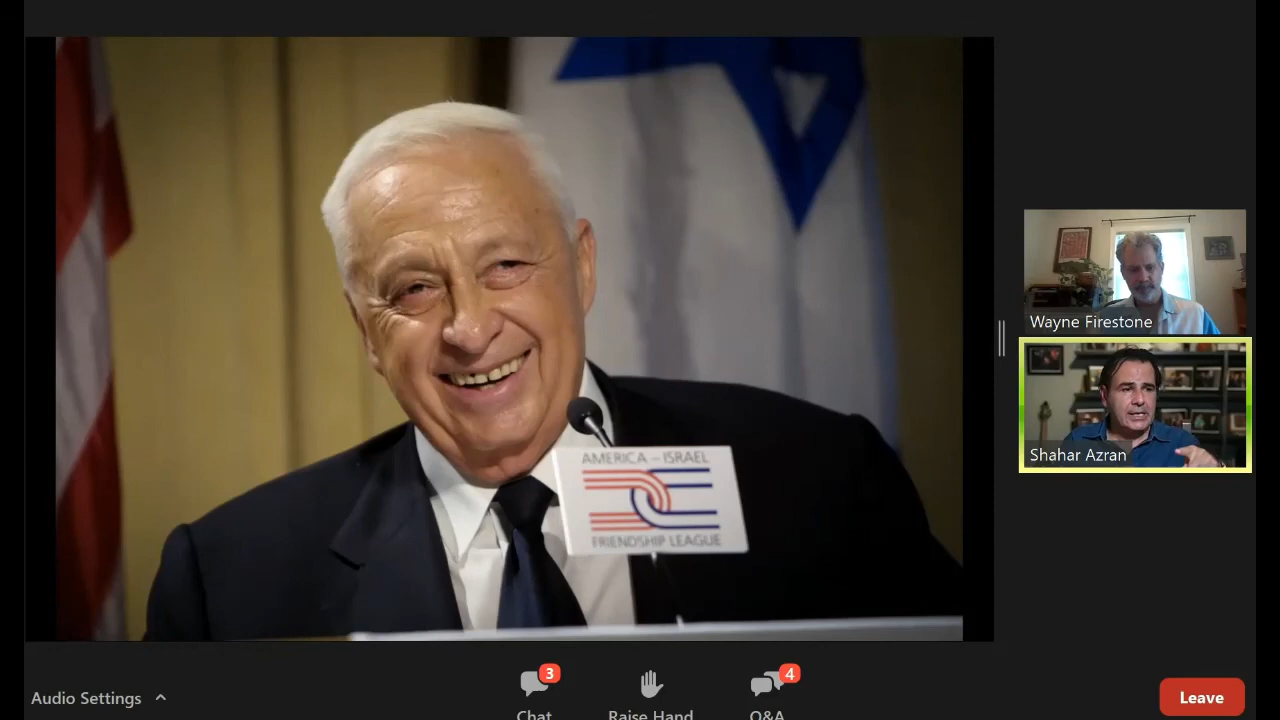 AMERICA – ISRAEL
FRIENDSHIP LEAGUE
Wayne Firestone
Shahar Azran
Audio Settings
3
Chat
Raise Hand
4
Q&A
Leave